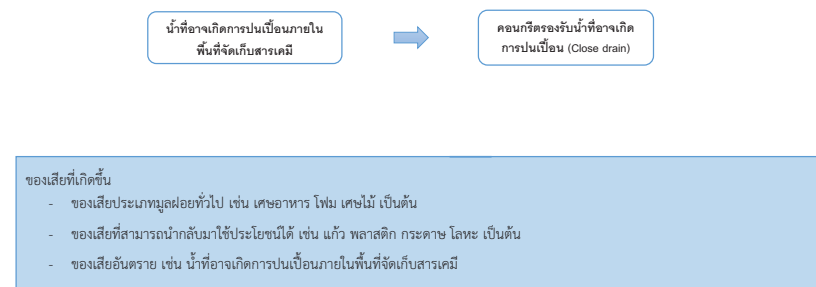 น้ำที่อาจเกิดการปนเปื้อนภายใน
พื้นที่จัดเก็บสารเคมี
คอนกรีตรองรับน้ำที่อาจเกิด
การปนเปื้อน (Close drain)
ของเสียที่เกิดขึ้น
- ของเสียประเภทมูลฝอยทั่วไป เช่น เศษอาหาร โฟม เศษไม้ เป็นต้น
- ของเสียที่สามารถนำกลับมาใช้ประโยชน์ได้ เช่น แก้ว พลาสติก กระดาษ โลหะ เป็นต้น
- ของเสียอันตราย เช่น น้ำที่อาจเกิดการปนเปื้อนภายในพื้นที่จัดเก็บสารเคมี